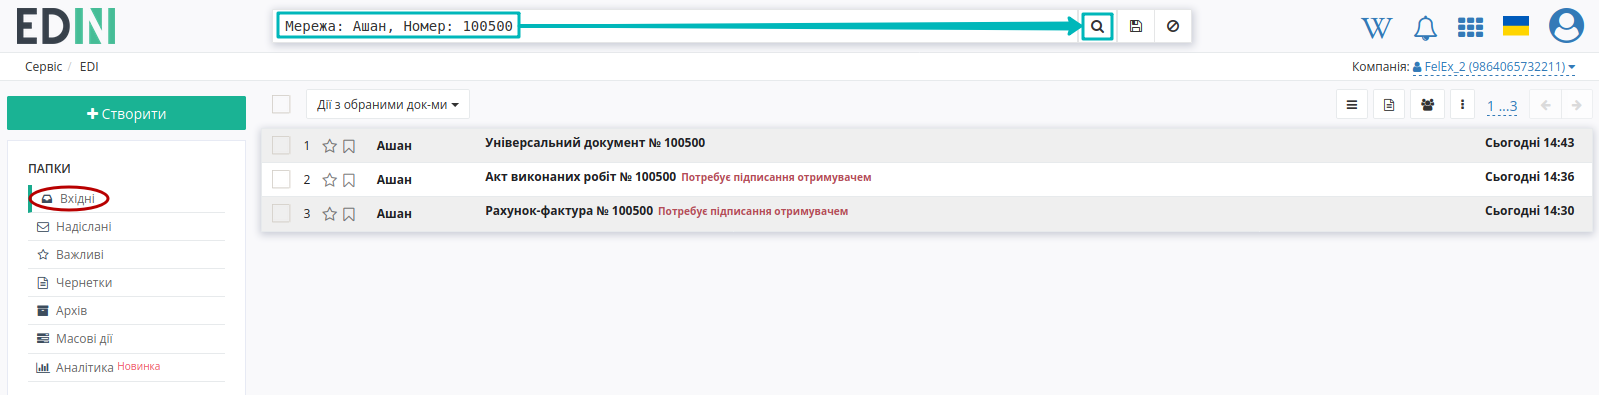 EDIN
Мережа: Ашан, Номер: 100500
Сервіс / EDI
Компанія: FelEx_2 (9864065732211)
Створити
Дії з обраними док-ми
1 ...3
ПАПКИ
Вхідні
Надіслані
Важливі
Чернетки
Архів
Масові дії
Аналітика Новинка
1 Ашан Універсальний документ № 100500 Сьогодні 14:43
2 Ашан Акт виконаних робіт № 100500 Потребує підписання отримувачем Сьогодні 14:36
3 Ашан Рахунок-фактура № 100500 Потребує підписання отримувачем Сьогодні 14:30